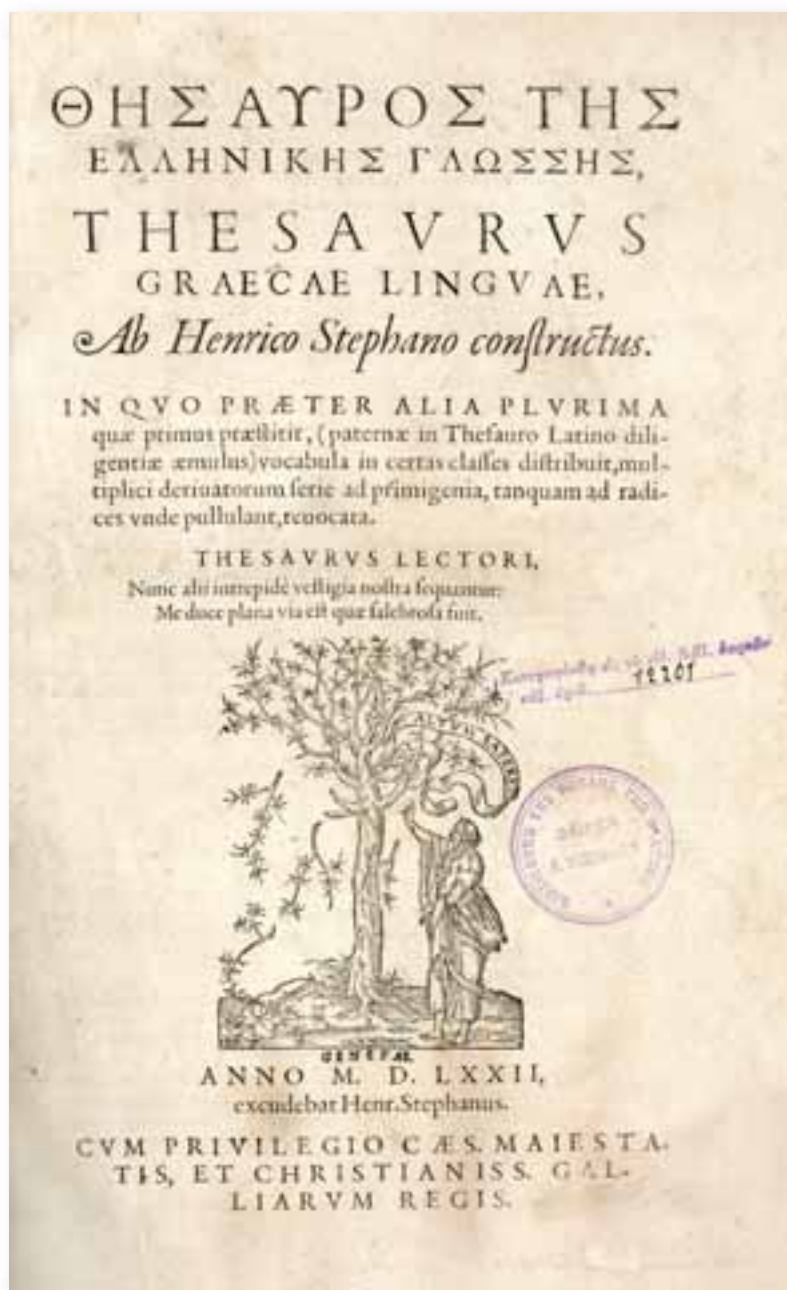 ΘΗΣΑΥΡΟΣ ΤΗΣ
ΕΛΛΗΝΙΚΗΣ ΓΛΩΣΣΗΣ,
THESAVRVS
GRAECAE LINGVAE,
Ab Henrico Stephano conſtructus.
IN QVO PRÆTER ALIA PLVRIMA
quæ primus præſtitit, (paternæ in Theſauro Latino dili-
gentiæ æmulus) vocabula in certas claſſes diſtribuit, mul-
tiplici deriuatorum ſerie ad primigenia, tanquam ad radi-
ces vnde pullulant, reuocata.
THESAVRVS LECTORI,
Nunc alii intrepidè veſtigia noſtra ſequantur:
Me duce plana via eſt quæ ſalebroſa fuit.
12201
GENEVAE
ANNO M. D. LXXII,
excudebat Henr. Stephanus.
CVM PRIVILEGIO CÆS. MAIESTA-
TIS, ET CHRISTIANISS. GAL-
LIARVM REGIS.